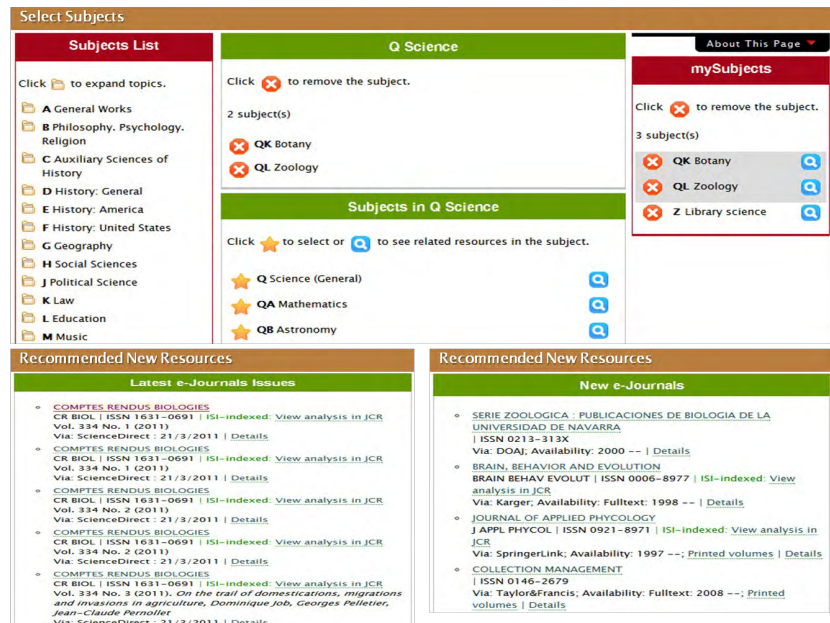 Select Subjects
Subjects List
Click to expand topics.
A General Works
B Philosophy. Psychology.
Religion
C Auxiliary Sciences of
History
D History: General
E History: America
F History: United States
G Geography
H Social Sciences
J Political Science
K Law
L Education
M Music
Q Science
Click to remove the subject.
2 subject(s)
QK Botany
QL Zoology
Subjects in Q Science
Click to select or to see related resources in the subject.
Q Science (General)
QA Mathematics
QB Astronomy
About This Page
mySubjects
Click to remove the subject.
3 subject(s)
QK Botany
QL Zoology
Z Library science
Recommended New Resources
Latest e-Journals Issues
COMPTES RENDUS BIOLOGIES
CR BIOL | ISSN 1631-0691 | ISI-indexed: View analysis in JCR
Vol. 334 No. 1 (2011)
Via: ScienceDirect : 21/3/2011 | Details
COMPTES RENDUS BIOLOGIES
CR BIOL | ISSN 1631-0691 | ISI-indexed: View analysis in JCR
Vol. 334 No. 1 (2011)
Via: ScienceDirect : 21/3/2011 | Details
COMPTES RENDUS BIOLOGIES
CR BIOL | ISSN 1631-0691 | ISI-indexed: View analysis in JCR
Vol. 334 No. 2 (2011)
Via: ScienceDirect : 21/3/2011 | Details
COMPTES RENDUS BIOLOGIES
CR BIOL | ISSN 1631-0691 | ISI-indexed: View analysis in JCR
Vol. 334 No. 2 (2011)
Via: ScienceDirect : 21/3/2011 | Details
COMPTES RENDUS BIOLOGIES
CR BIOL | ISSN 1631-0691 | ISI-indexed: View analysis in JCR
Vol. 334 No. 3 (2011). On the trail of domestications, migrations
and invasions in agriculture, Dominique Job, Georges Pelletier,
Jean-Claude Pernollet
Via: ScienceDirect : 21/3/2011 | Details
Recommended New Resources
New e-Journals
SERIE ZOOLOGICA : PUBLICACIONES DE BIOLOGIA DE LA
UNIVERSIDAD DE NAVARRA
| ISSN 0213-313X
Via: DOAJ; Availability: 2000 -- | Details
BRAIN, BEHAVIOR AND EVOLUTION
BRAIN BEHAV EVOLUT | ISSN 0006-8977 | ISI-indexed: View
analysis in JCR
Via: Karger; Availability: Fulltext: 1998 -- | Details
JOURNAL OF APPLIED PHYCOLOGY
J APPL PHYCOL | ISSN 0921-8971 | ISI-indexed: View analysis in
JCR
Via: SpringerLink; Availability: 1997 --; Printed volumes | Details
COLLECTION MANAGEMENT
| ISSN 0146-2679
Via: Taylor&Francis; Availability: Fulltext: 2008 --; Printed
volumes | Details